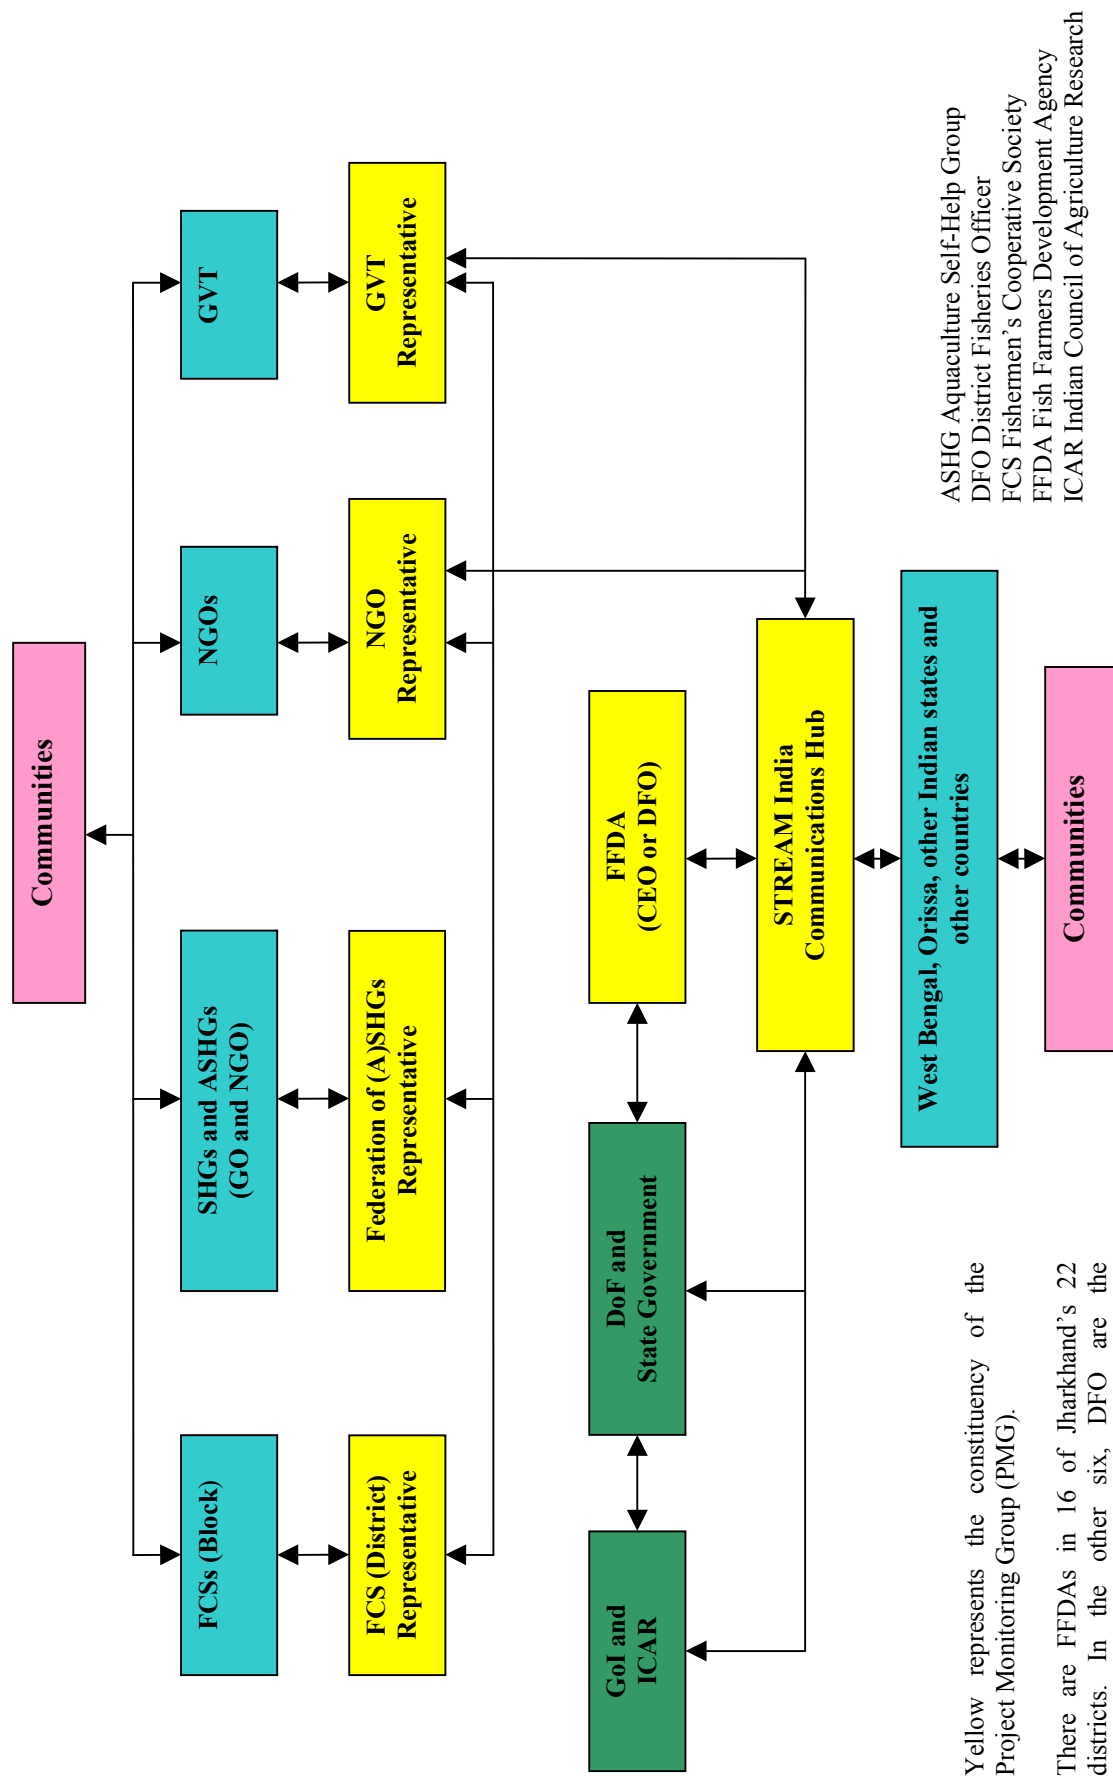 Communities
FCSs (Block)
SHGs and ASHGs
(GO and NGO)
NGOs
GVT
FCS (District)
Representative
Federation of (A)SHGs
Representative
NGO
Representative
GVT
Representative
GoI and
ICAR
DoF and
State Government
FFDA
(CEO or DFO)
STREAM India
Communications Hub
West Bengal, Orissa, other Indian states and
other countries
Communities
Yellow represents the constituency of the
Project Monitoring Group (PMG).
There are FFDAs in 16 of Jharkhand’s 22
districts. In the other six, DFO are the
ASHG Aquaculture Self-Help Group
DFO District Fisheries Officer
FCS Fishermen’s Cooperative Society
FFDA Fish Farmers Development Agency
ICAR Indian Council of Agriculture Research